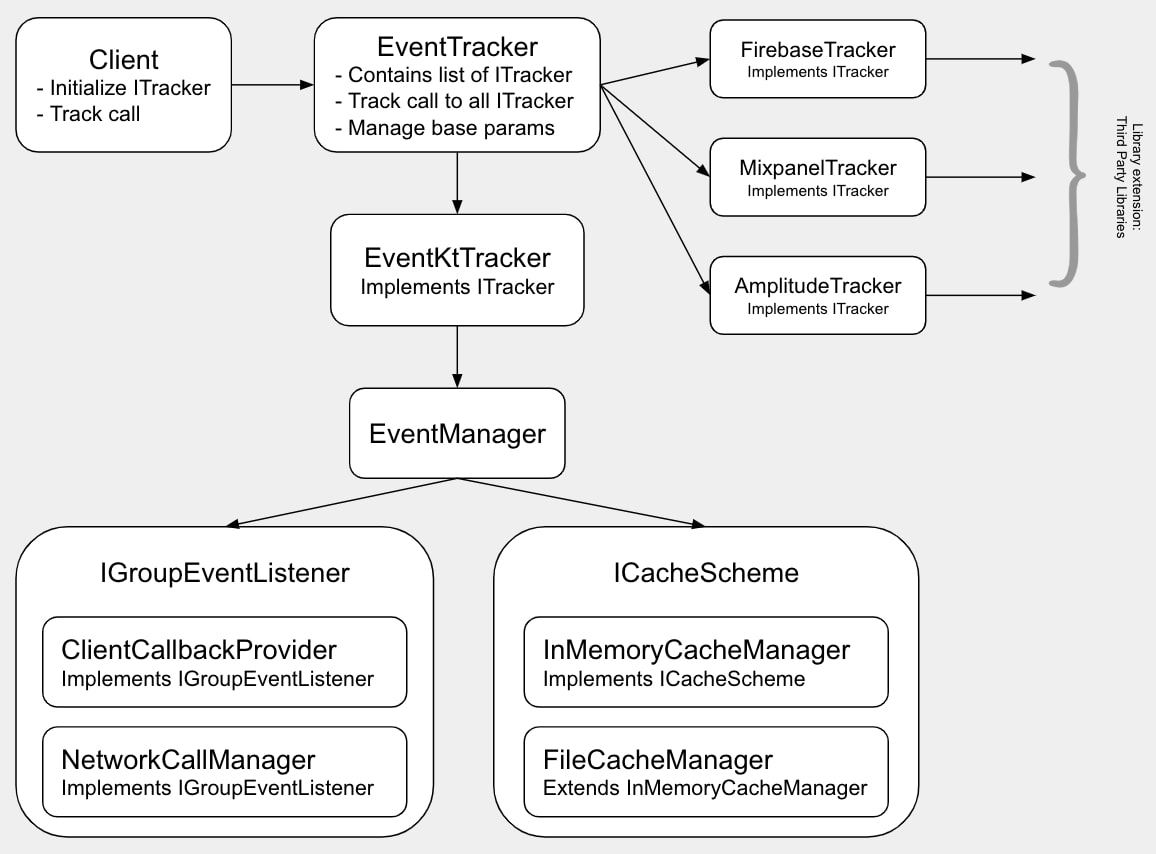 Client
- Initialize ITracker
- Track call
EventTracker
- Contains list of ITracker
- Track call to all ITracker
- Manage base params
FirebaseTracker
Implements ITracker
MixpanelTracker
Implements ITracker
AmplitudeTracker
Implements ITracker
Library extension:
Third Party Libraries
EventKtTracker
Implements ITracker
EventManager
IGroupEventListener
ClientCallbackProvider
Implements IGroupEventListener
NetworkCallManager
Implements IGroupEventListener
ICacheScheme
InMemoryCacheManager
Implements ICacheScheme
FileCacheManager
Extends InMemoryCacheManager